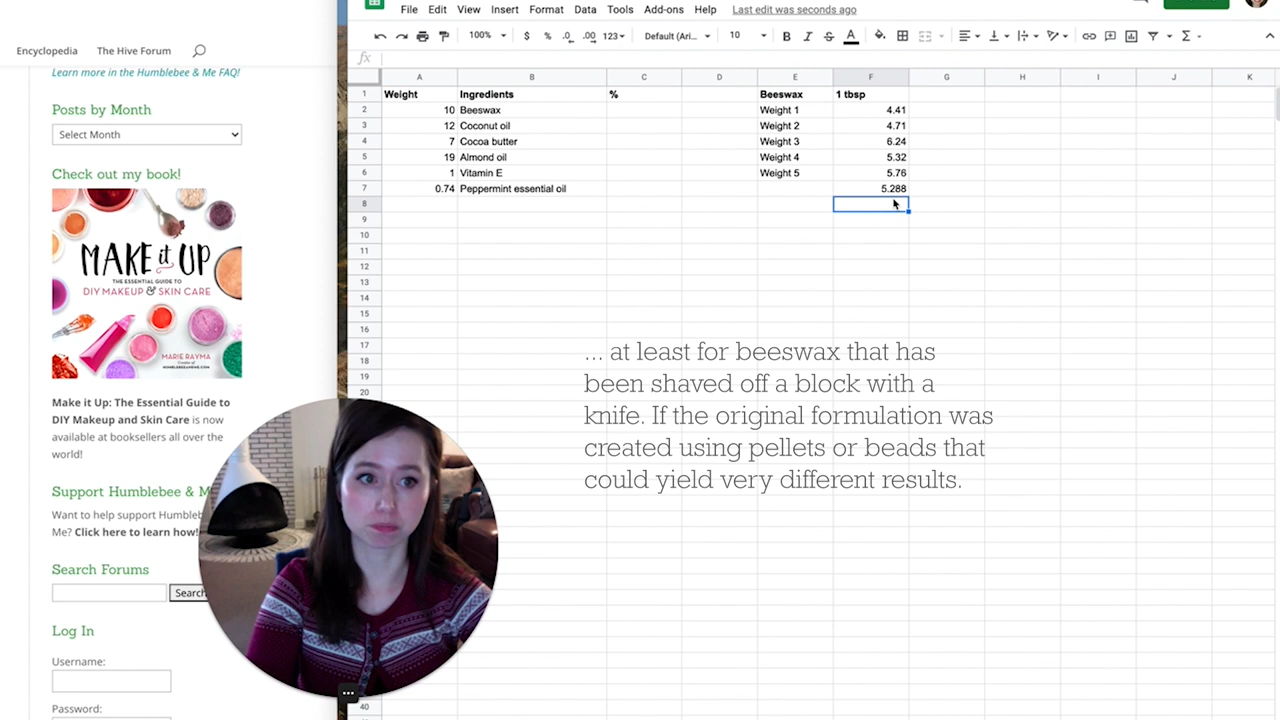 Encyclopedia The Hive Forum
Learn more in the Humblebee & Me FAQ!
Posts by Month
Select Month
Check out my book!
MAKE it UP
THE ESSENTIAL GUIDE TO
DIY MAKEUP & SKIN CARE
MARIE RAYMA
Creator of
HUMBLEBEEANDME.COM
Make it Up: The Essential Guide to
DIY Makeup and Skin Care is now
available at booksellers all over the
world!
Support Humblebee & M
Want to help support Humbleb
Me? Click here to learn how!
Search Forums
Search
Log In
Username:
Password:
File Edit View Insert Format Data Tools Add-ons Help Last edit was seconds ago
100% $ % .0 .00 123 Default (Ari... 10 B I S A
fx
A B C D E F G H I J K
1 Weight Ingredients % Beeswax 1 tbsp
2 10 Beeswax Weight 1 4.41
3 12 Coconut oil Weight 2 4.71
4 7 Cocoa butter Weight 3 6.24
5 19 Almond oil Weight 4 5.32
6 1 Vitamin E Weight 5 5.76
7 0.74 Peppermint essential oil 5.288
8
9
10
11
12
13
14
15
16
17
18
19
20
40
... at least for beeswax that has
been shaved off a block with a
knife. If the original formulation was
created using pellets or beads that
could yield very different results.